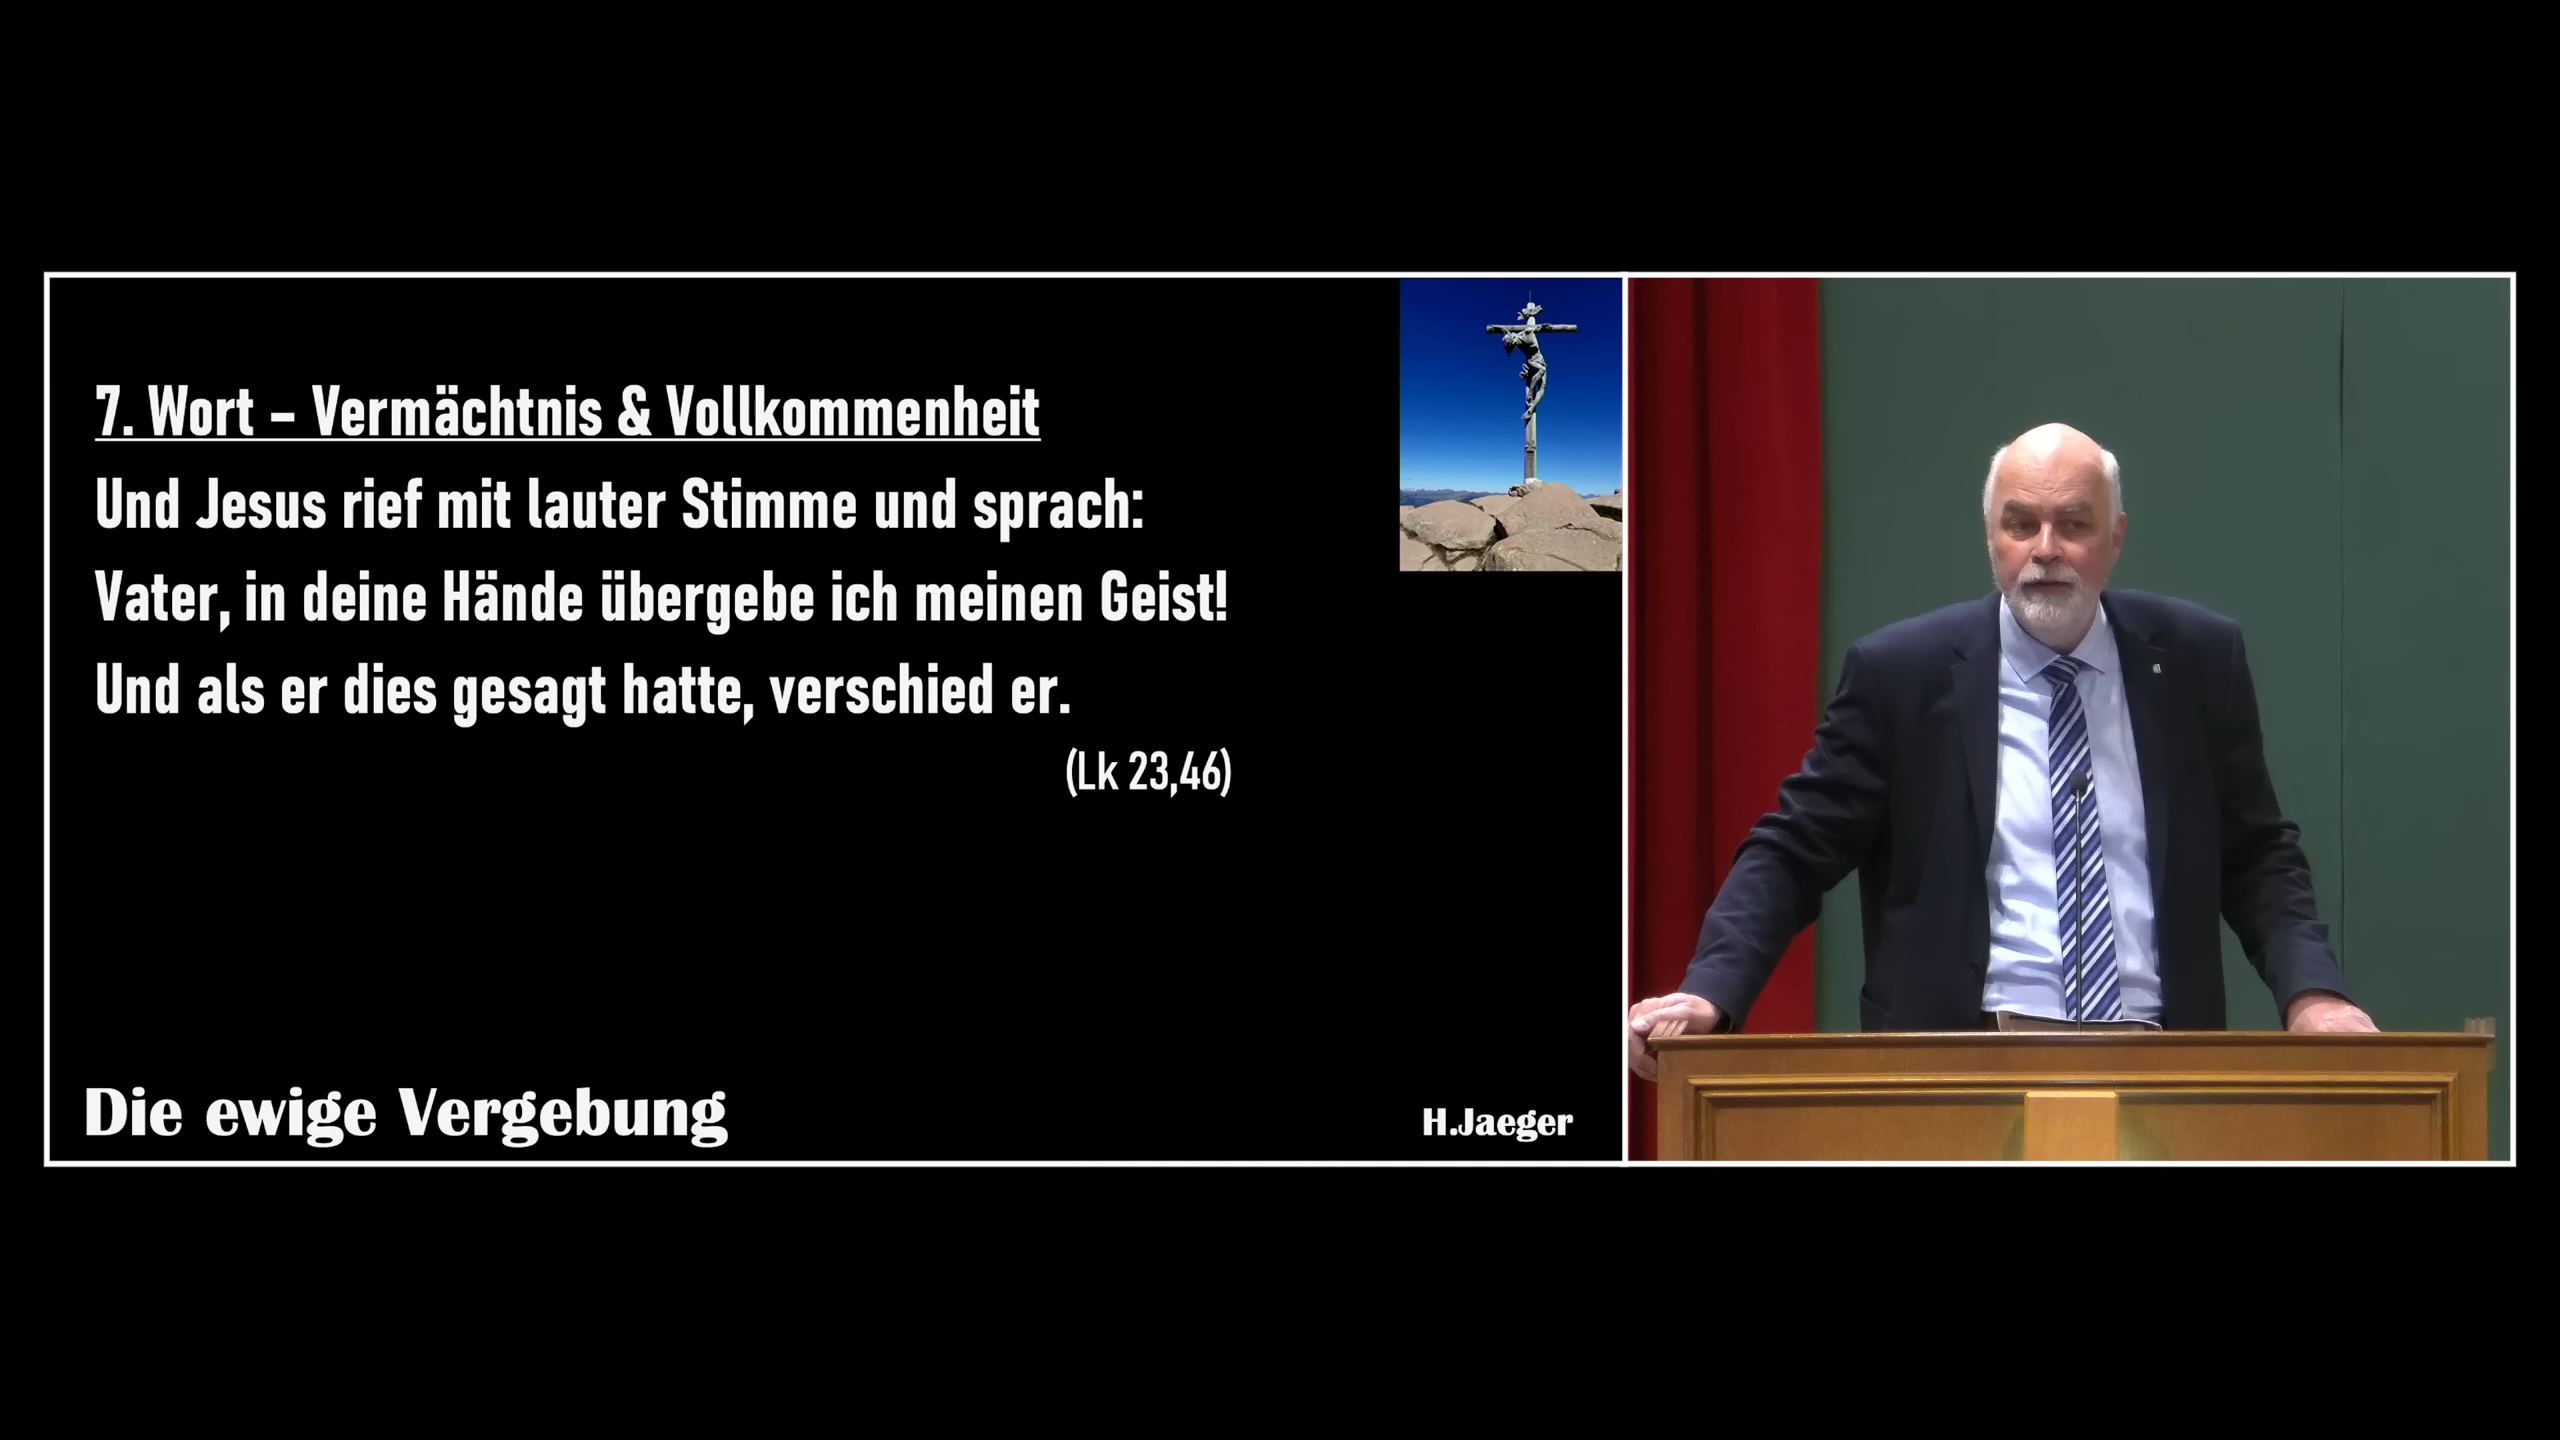 7. Wort – Vermächtnis & Vollkommenheit
Und Jesus rief mit lauter Stimme und sprach:
Vater, in deine Hände übergebe ich meinen Geist!
Und als er dies gesagt hatte, verschied er.
(Lk 23,46)
Die ewige Vergebung
H.Jaeger